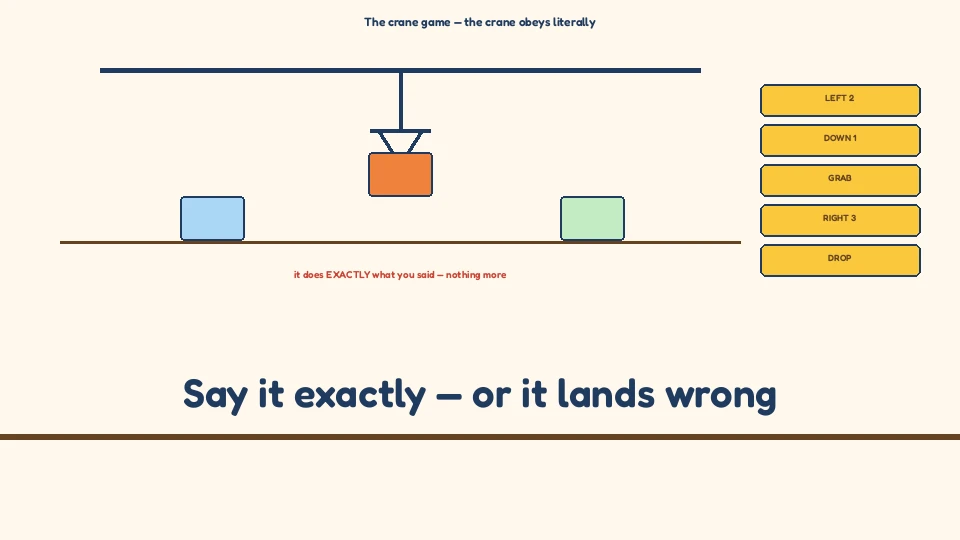 The crane game — the crane obeys literally
LEFT 2
DOWN 1
GRAB
RIGHT 3
DROP
it does EXACTLY what you said — nothing more
Say it exactly — or it lands wrong